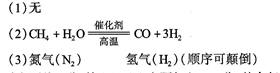 (1)无
(2)CH₄+H₂O 催化剂 高温 CO+3H₂
(3)氮气(N₂) 氢气(H₂)(顺序可颠倒)